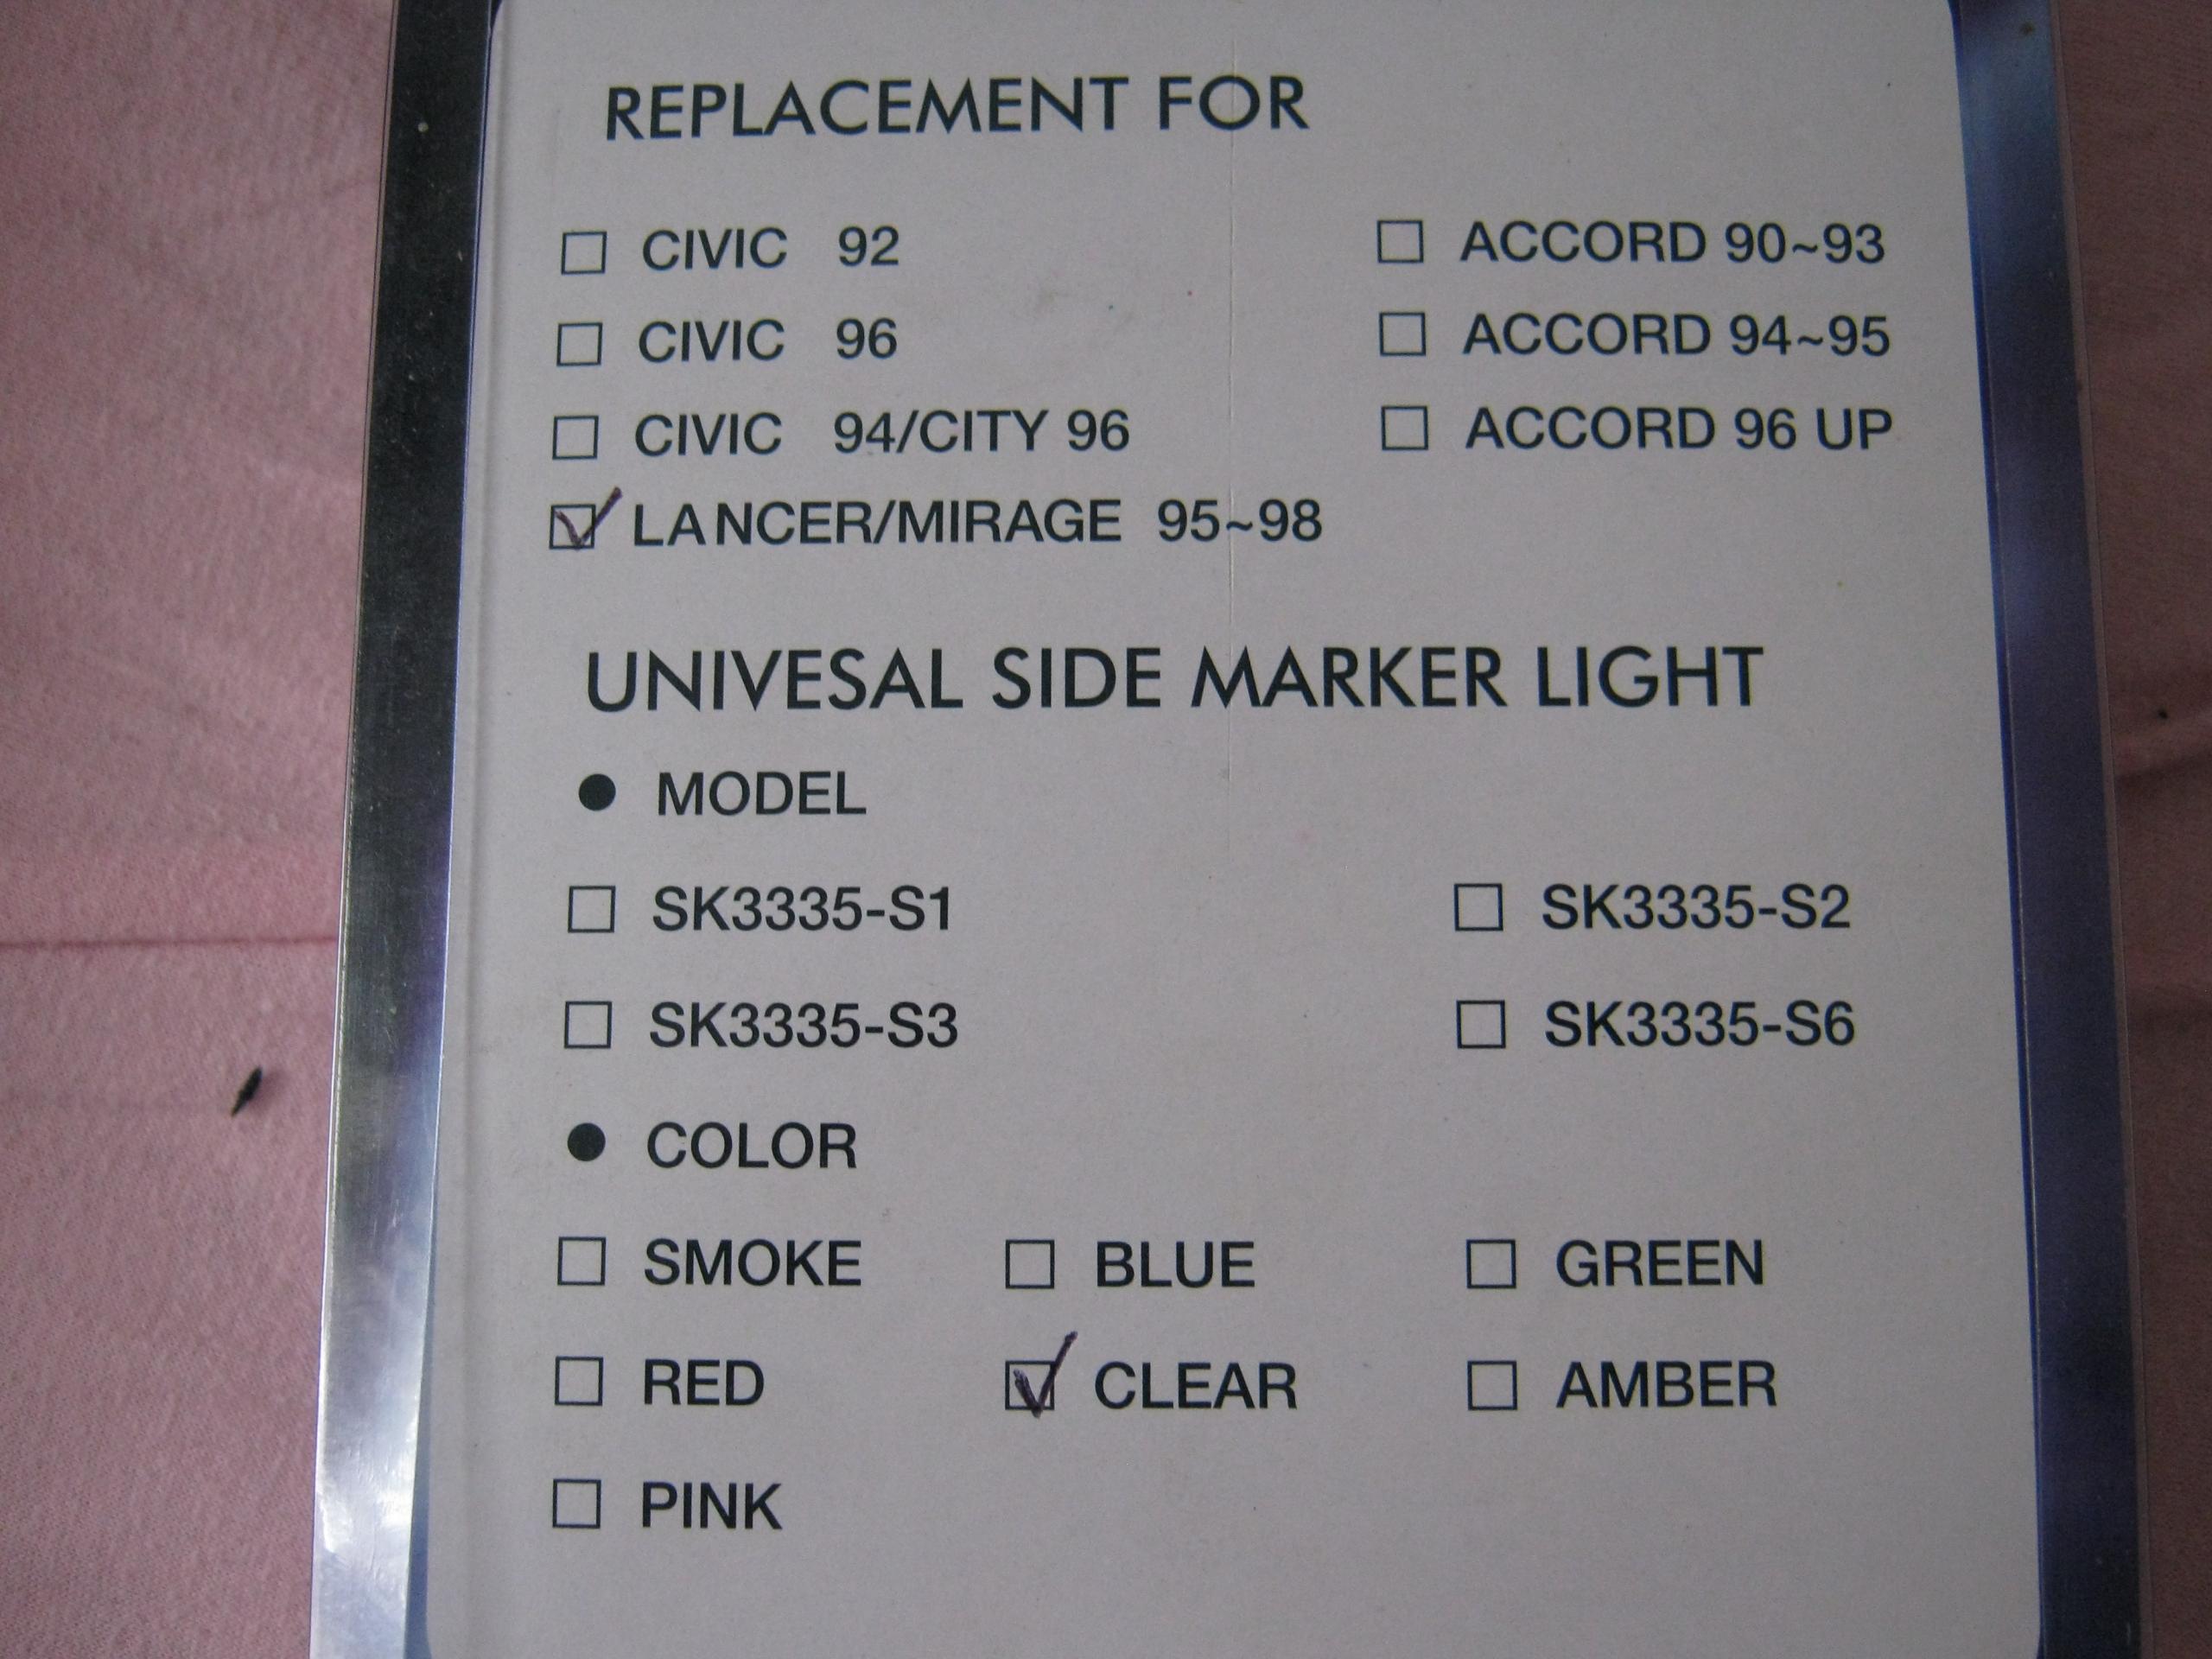 REPLACEMENT FOR
☐ CIVIC 92 ☐ ACCORD 90~93
☐ CIVIC 96 ☐ ACCORD 94~95
☐ CIVIC 94/CITY 96 ☐ ACCORD 96 UP
☑ LANCER/MIRAGE 95~98
UNIVESAL SIDE MARKER LIGHT
● MODEL
☐ SK3335-S1 ☐ SK3335-S2
☐ SK3335-S3 ☐ SK3335-S6
● COLOR
☐ SMOKE ☐ BLUE ☐ GREEN
☐ RED ☑ CLEAR ☐ AMBER
☐ PINK